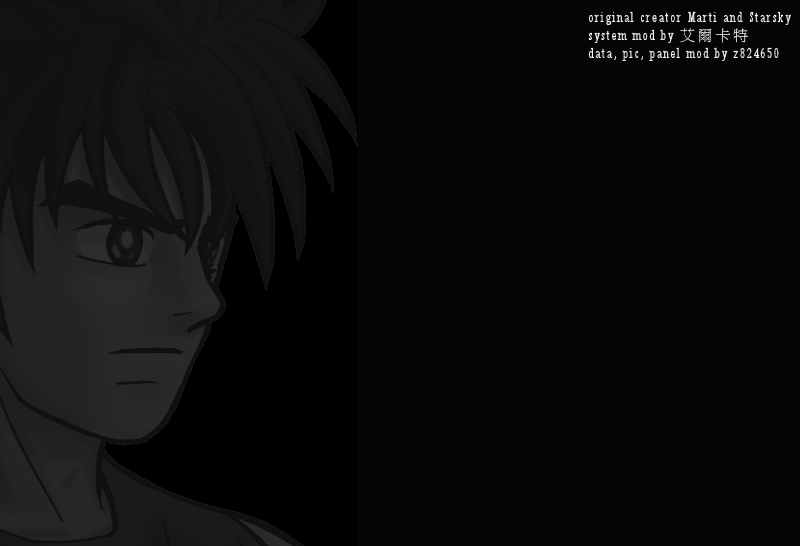 original creator Marti and Starsky
system mod by 艾爾卡特
data, pic, panel mod by z824650